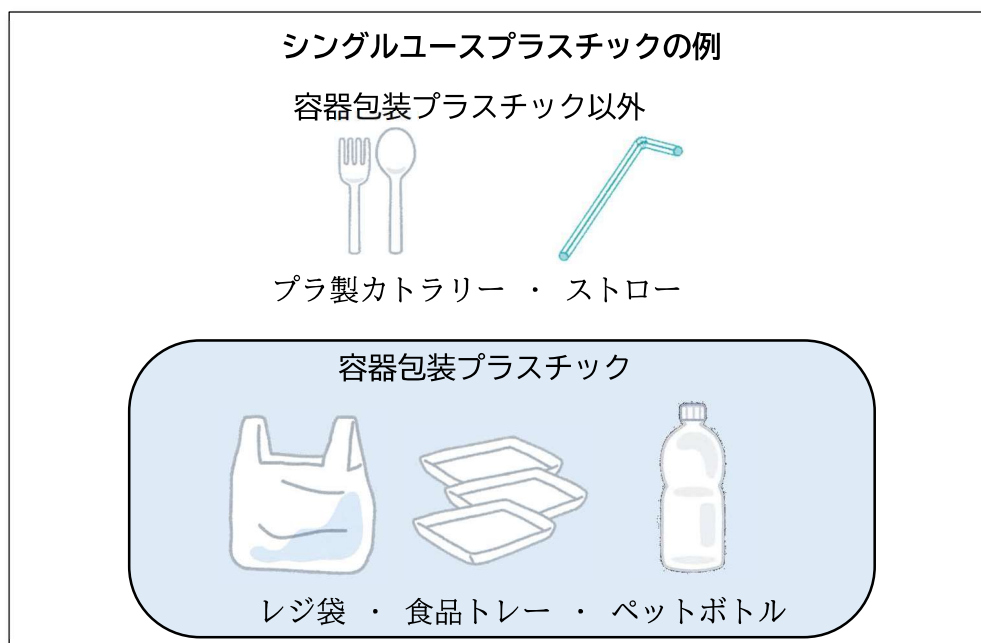 シングルユースプラスチックの例
容器包装プラスチック以外
プラ製カトラリー ・ ストロー
容器包装プラスチック
レジ袋 ・ 食品トレー ・ ペットボトル